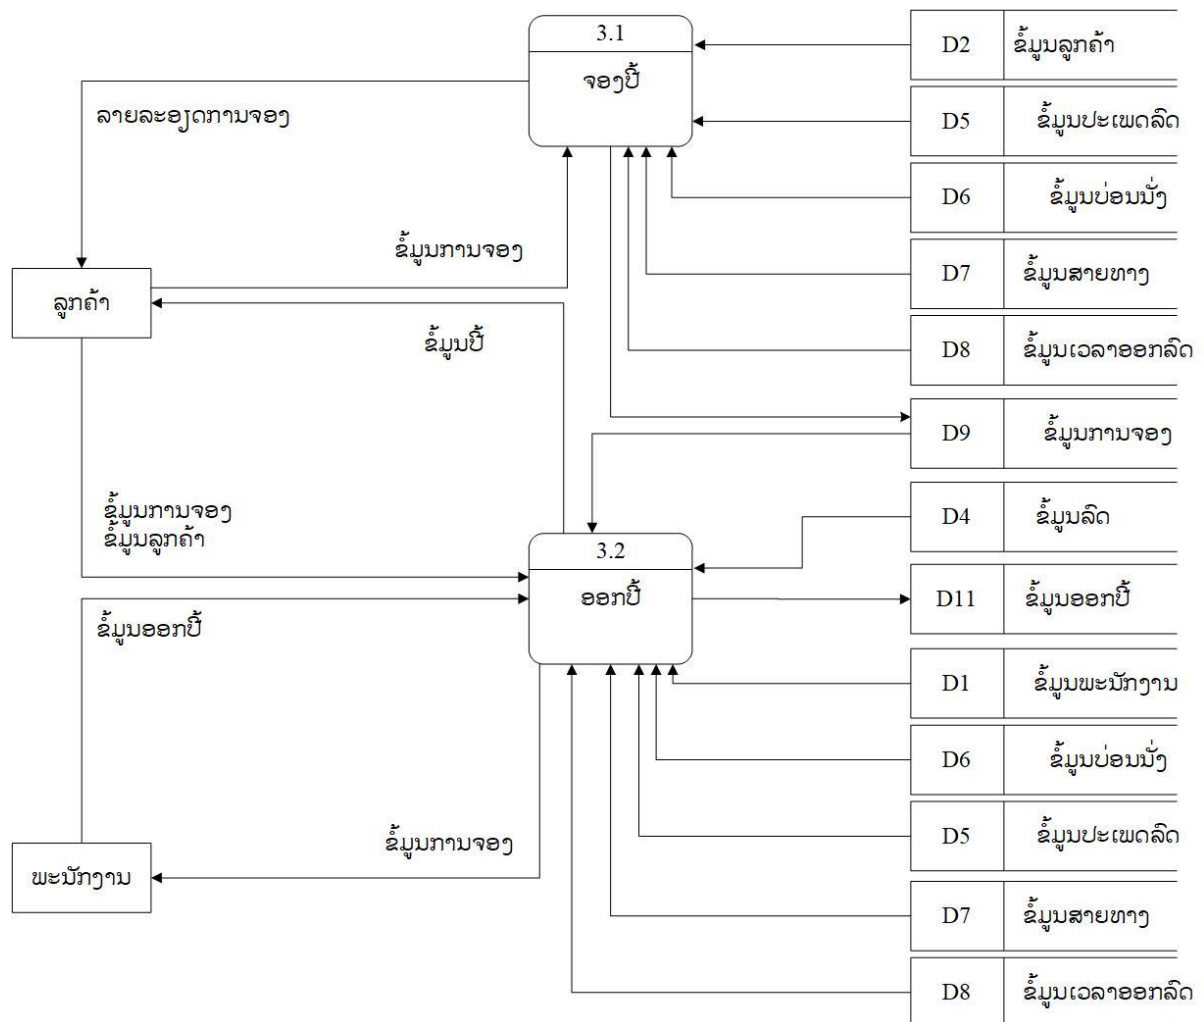 3.1
ຈອງປີ້
D2 ຂໍ້ມູນລູກຄ້າ
ລາຍລະອຽດການຈອງ
D5 ຂໍ້ມູນປະເພດລົດ
D6 ຂໍ້ມູນບ່ອນນັ່ງ
ຂໍ້ມູນການຈອງ
D7 ຂໍ້ມູນສາຍທາງ
ລູກຄ້າ
ຂໍ້ມູນປີ້
D8 ຂໍ້ມູນເວລາອອກລົດ
D9 ຂໍ້ມູນການຈອງ
ຂໍ້ມູນການຈອງ
ຂໍ້ມູນລູກຄ້າ
D4 ຂໍ້ມູນລົດ
3.2
ອອກປີ້
D11 ຂໍ້ມູນອອກປີ້
ຂໍ້ມູນອອກປີ້
D1 ຂໍ້ມູນພະນັກງານ
D6 ຂໍ້ມູນບ່ອນນັ່ງ
ຂໍ້ມູນການຈອງ
D5 ຂໍ້ມູນປະເພດລົດ
ພະນັກງານ
D7 ຂໍ້ມູນສາຍທາງ
D8 ຂໍ້ມູນເວລາອອກລົດ